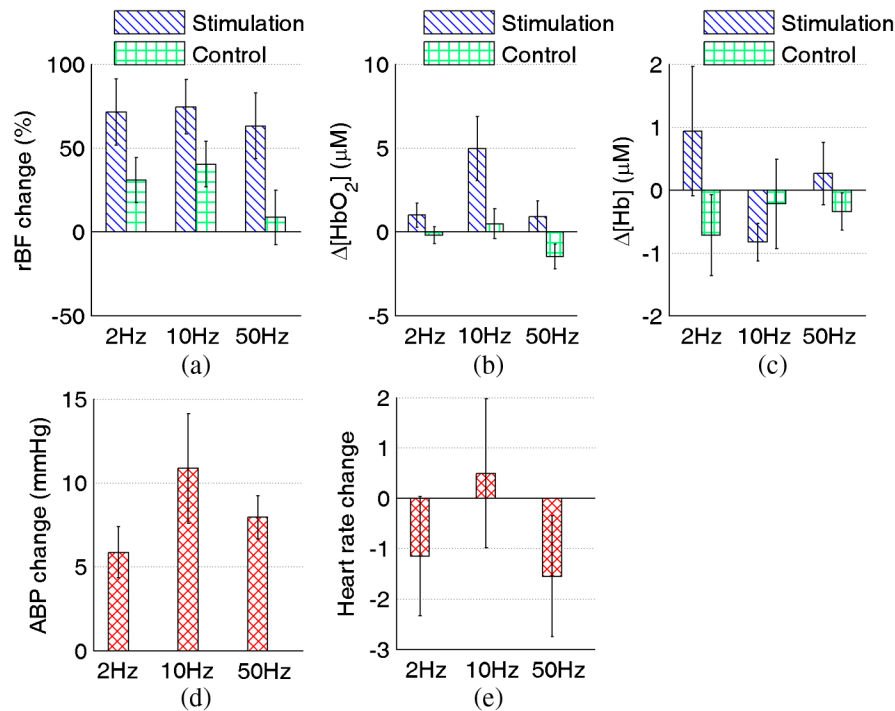 Stimulation
Control
100
50
0
-50
rBF change (%)
2Hz 10Hz 50Hz
(a)
Stimulation
Control
10
5
0
-5
Δ[HbO2] (μM)
2Hz 10Hz 50Hz
(b)
Stimulation
Control
2
1
0
-1
-2
Δ[Hb] (μM)
2Hz 10Hz 50Hz
(c)
15
10
5
0
ABP change (mmHg)
2Hz 10Hz 50Hz
(d)
2
1
0
-1
-2
-3
Heart rate change
2Hz 10Hz 50Hz
(e)